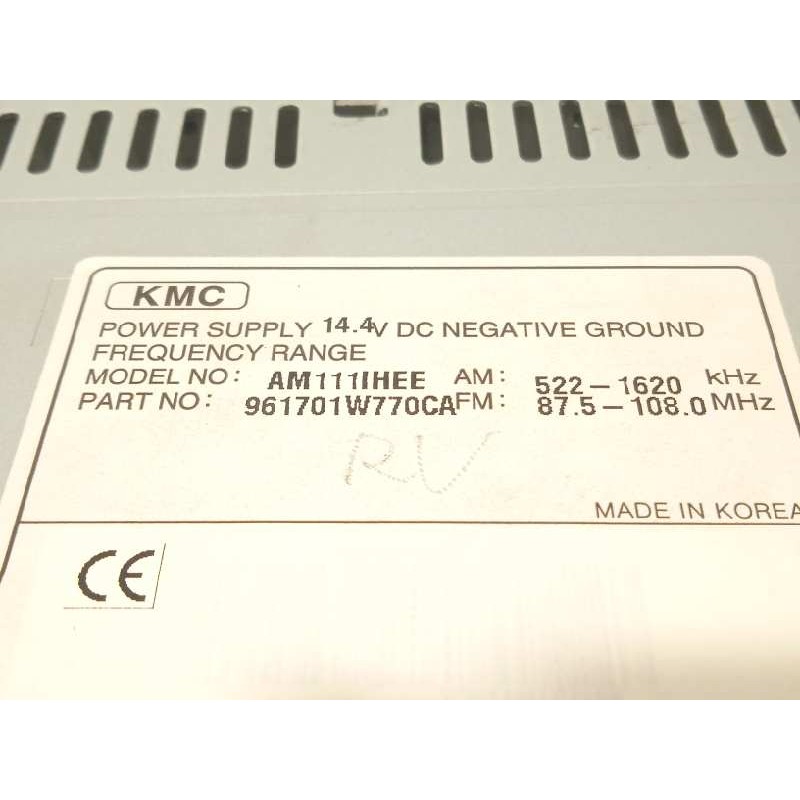 KMC
POWER SUPPLY 14.4V DC NEGATIVE GROUND
FREQUENCY RANGE
MODEL NO: AM111IHEE AM: 522-1620 kHz
PART NO: 961701W770CA FM: 87.5-108.0 MHz
RV
MADE IN KOREA
CE